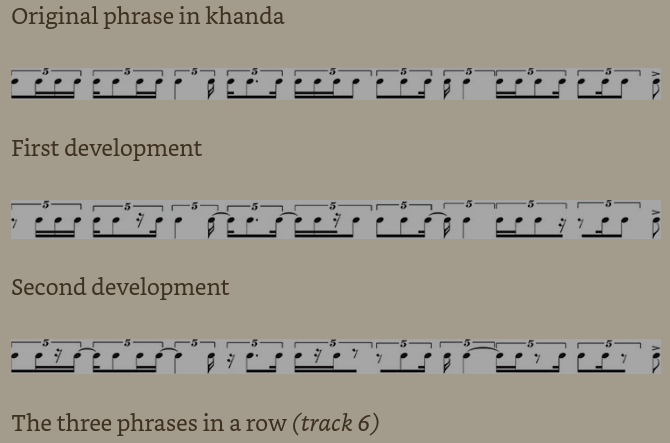 Original phrase in khanda
5 5 5 5 5 5 5 5 5
First development
5 5 5 5 5 5 5 5 5
Second development
5 5 5 5 5 5 5 5 5
The three phrases in a row (track 6)